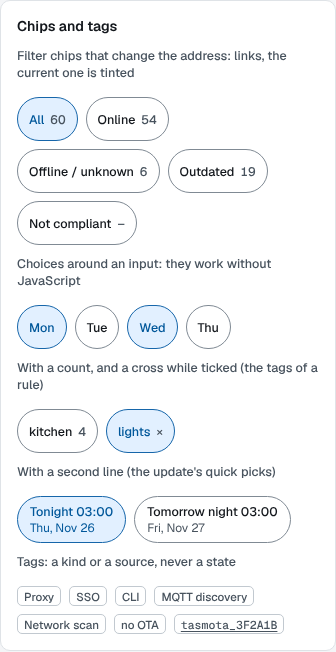 Chips and tags
Filter chips that change the address: links, the
current one is tinted
All 60 Online 54
Offline / unknown 6 Outdated 19
Not compliant –
Choices around an input: they work without
JavaScript
Mon Tue Wed Thu
With a count, and a cross while ticked (the tags of a
rule)
kitchen 4 lights ×
With a second line (the update's quick picks)
Tonight 03:00 Tomorrow night 03:00
Thu, Nov 26 Fri, Nov 27
Tags: a kind or a source, never a state
Proxy SSO CLI MQTT discovery
Network scan no OTA tasmota_3F2A1B